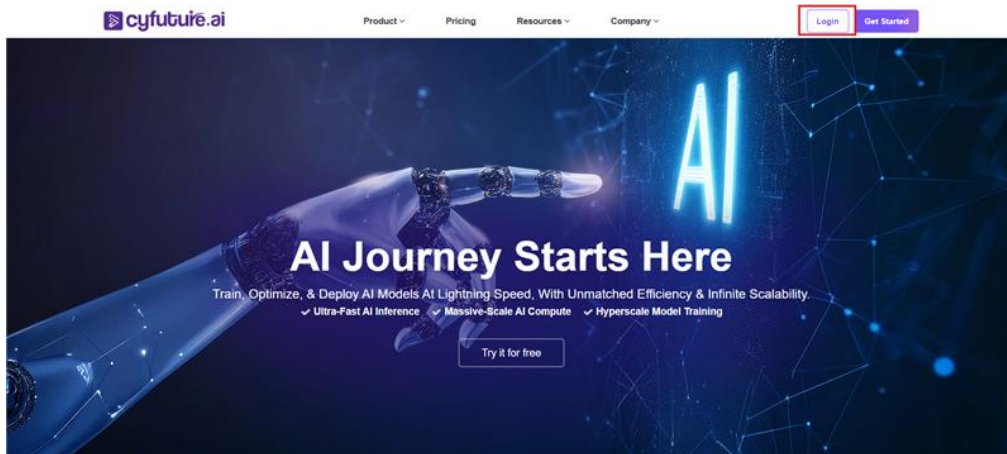 cyfuture.ai
Product
Pricing
Resources
Company
Login
Get Started
AI
AI Journey Starts Here
Train, Optimize, & Deploy AI Models At Lightning Speed, With Unmatched Efficiency & Infinite Scalability.
✓ Ultra-Fast AI Inference ✓ Massive-Scale AI Compute ✓ Hyperscale Model Training
Try it for free